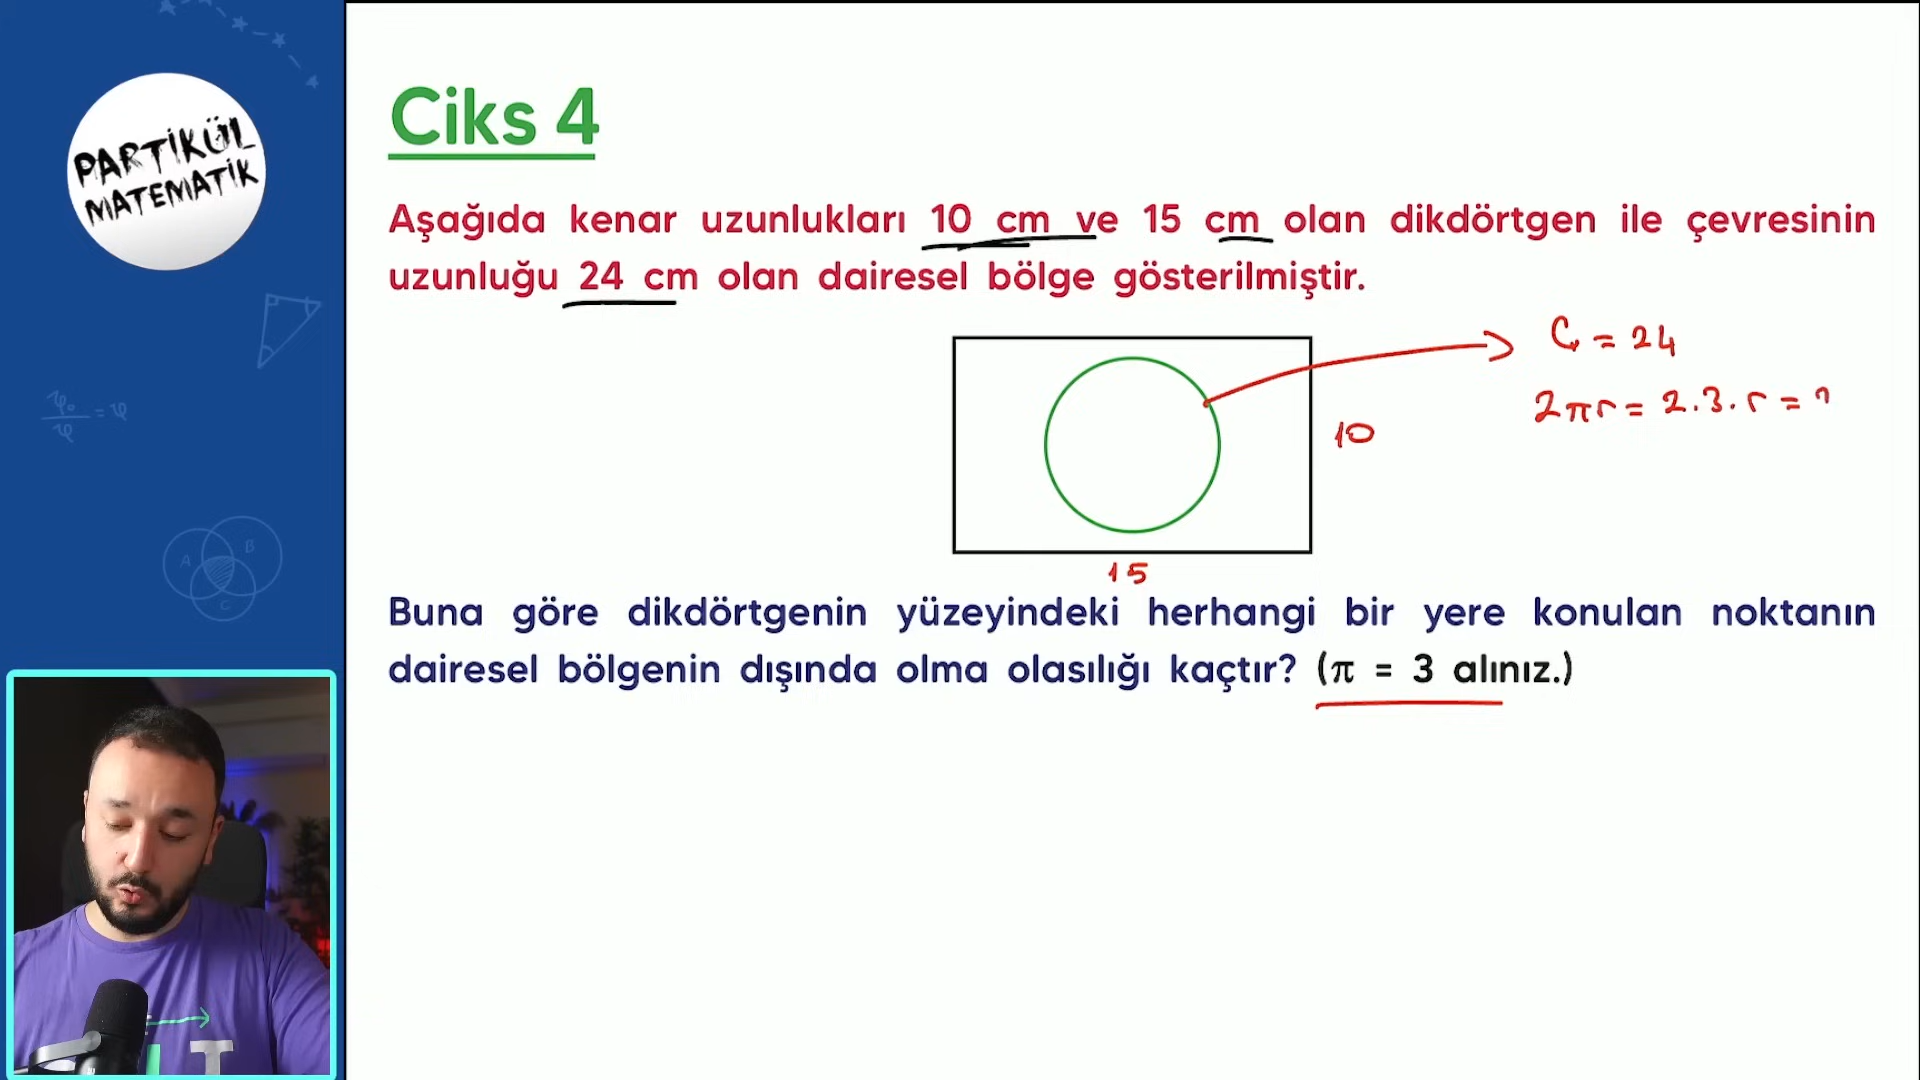 PARTİKÜL
MATEMATİK
Ciks 4
Aşağıda kenar uzunlukları 10 cm ve 15 cm olan dikdörtgen ile çevresinin
uzunluğu 24 cm olan dairesel bölge gösterilmiştir.
Ç = 24
2πr = 2.3.r =
10
15
Buna göre dikdörtgenin yüzeyindeki herhangi bir yere konulan noktanın
dairesel bölgenin dışında olma olasılığı kaçtır? (π = 3 alınız.)
A
B
C